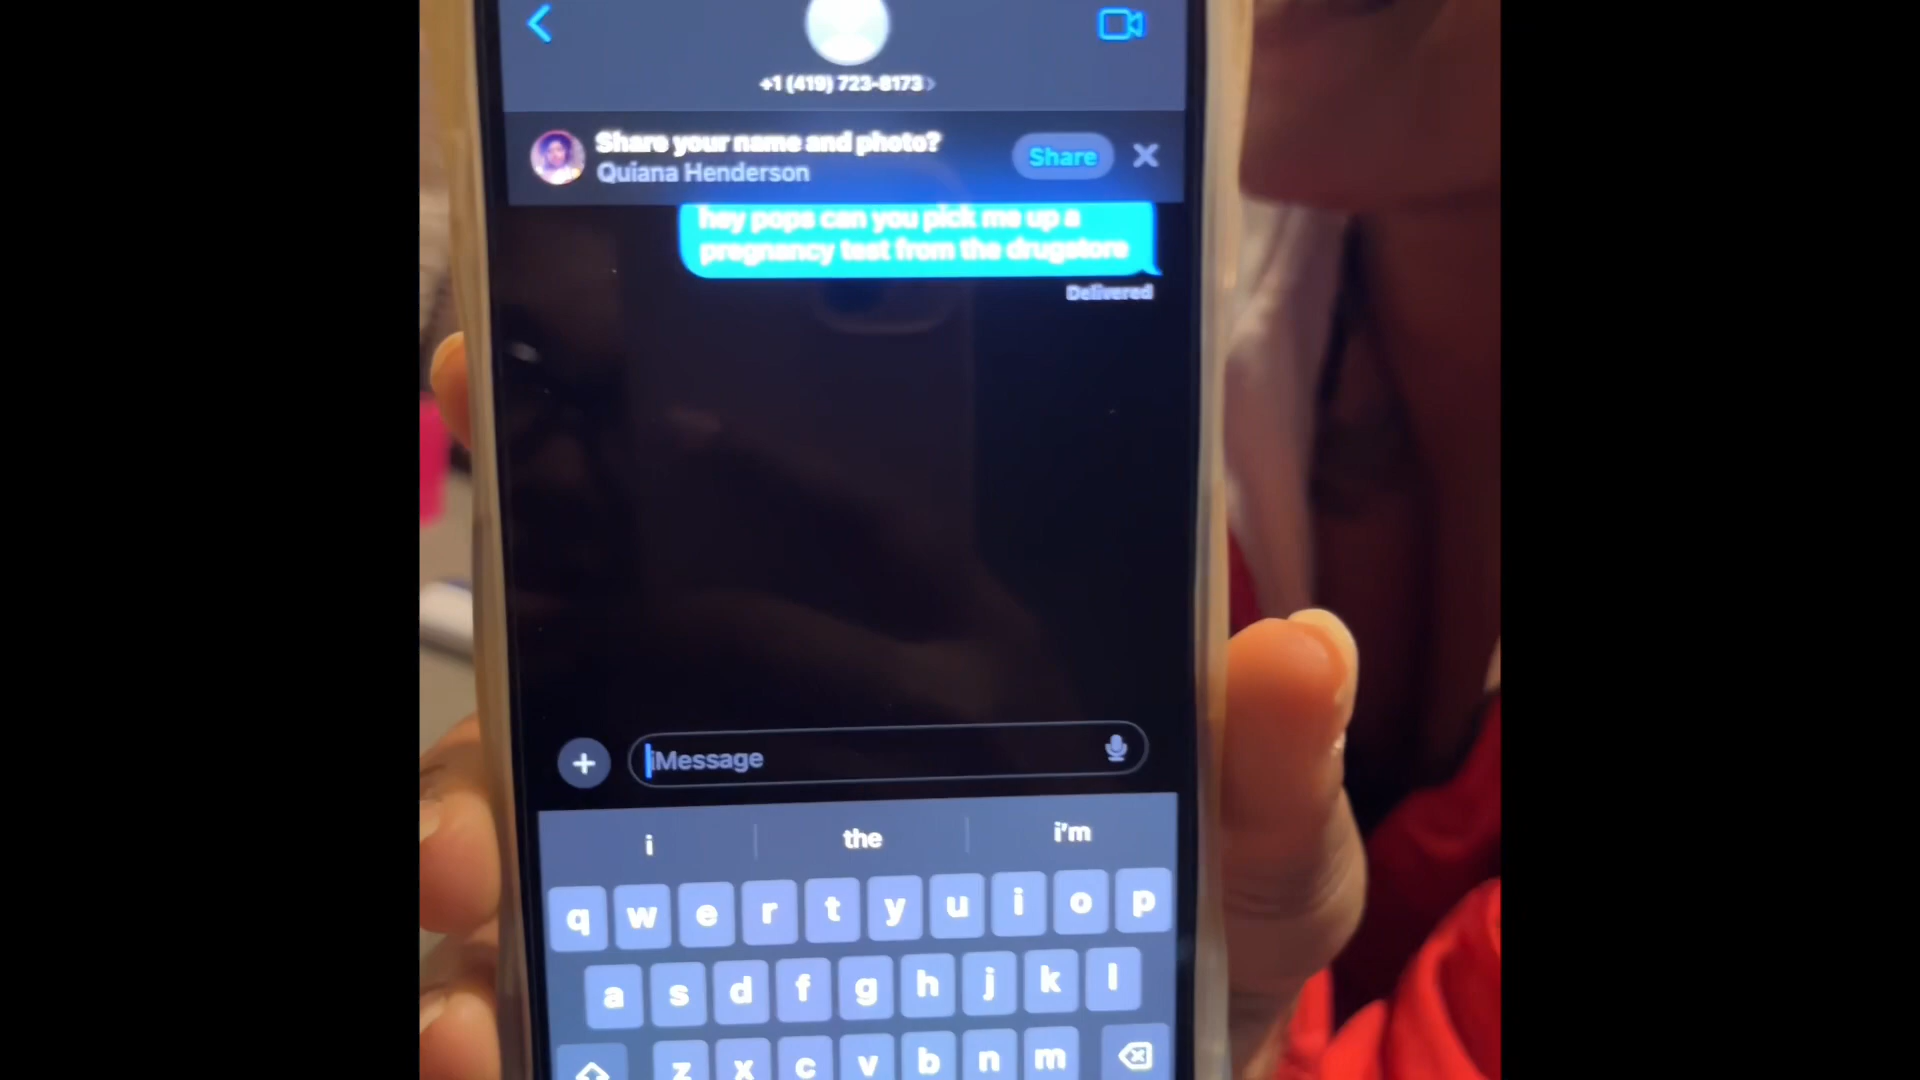 +1 (419) 723-8173
Share your name and photo?
Quiana Henderson
Share
hey pops can you pick me up a
pregnancy test from the drugstore
Delivered
iMessage
i the i'm
q w e r t y u i o p
a s d f g h j k l
z x c v b n m